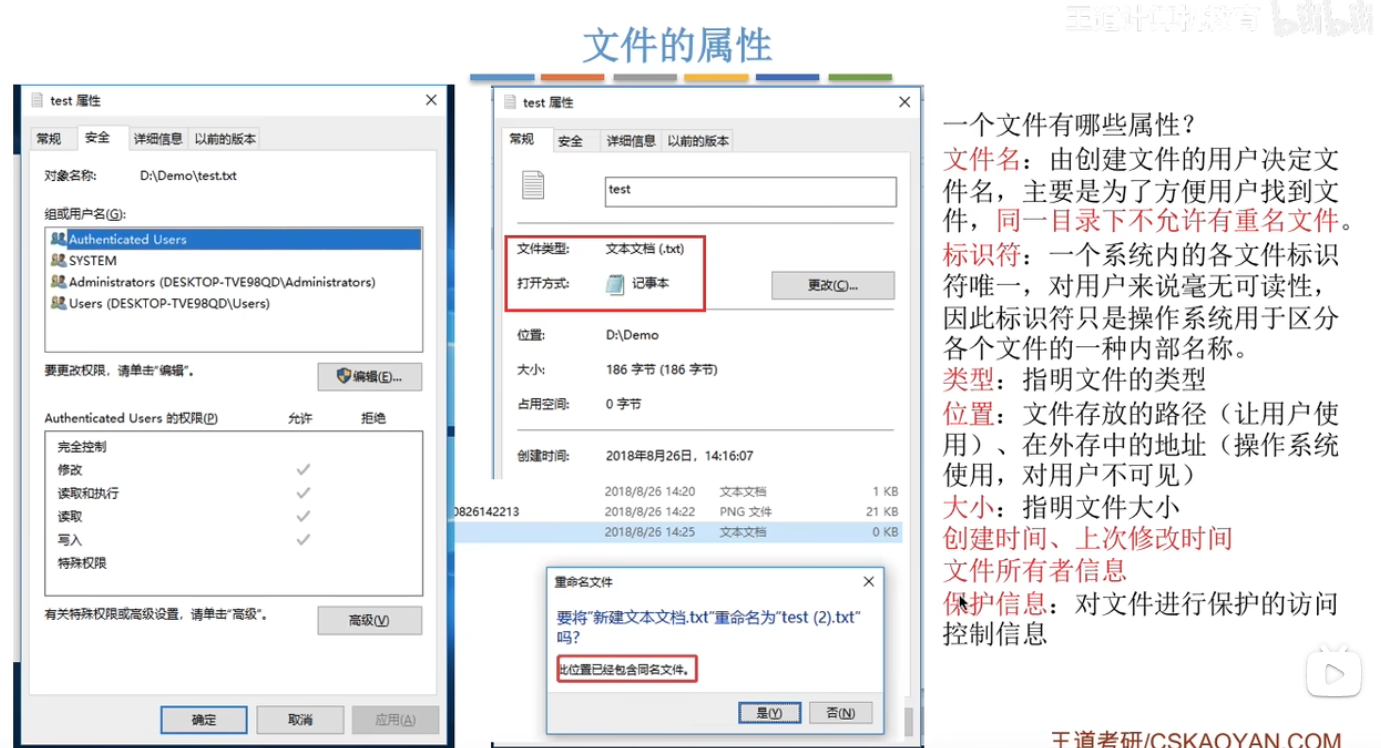 王道计算机教育 bilibili
文件的属性
test 属性
常规 安全 详细信息 以前的版本
对象名称: D:\Demo\test.txt
组或用户名(G):
Authenticated Users
SYSTEM
Administrators (DESKTOP-TVE98QD\Administrators)
Users (DESKTOP-TVE98QD\Users)
要更改权限，请单击"编辑"。
编辑(E)...
Authenticated Users 的权限(P) 允许 拒绝
完全控制
修改
读取和执行
读取
写入
特殊权限
有关特殊权限或高级设置，请单击"高级"。
高级(V)
确定 取消 应用(A)
test 属性
常规 安全 详细信息 以前的版本
test
文件类型: 文本文档 (.txt)
打开方式: 记事本
更改(C)...
位置: D:\Demo
大小: 186 字节 (186 字节)
占用空间: 0 字节
创建时间: 2018年8月26日，14:16:07
2018/8/26 14:20 文本文档 1 KB
0826142213 2018/8/26 14:22 PNG 文件 21 KB
2018/8/26 14:25 文本文档 0 KB
重命名文件
要将"新建文本文档.txt"重命名为"test (2).txt"
吗?
此位置已经包含同名文件。
是(Y) 否(N)
一个文件有哪些属性？
文件名：由创建文件的用户决定文
件名，主要是为了方便用户找到文
件，同一目录下不允许有重名文件。
标识符：一个系统内的各文件标识
符唯一，对用户来说毫无可读性，
因此标识符只是操作系统用于区分
各个文件的一种内部名称。
类型：指明文件的类型
位置：文件存放的路径（让用户使
用）、在外存中的地址（操作系统
使用，对用户不可见）
大小：指明文件大小
创建时间、上次修改时间
文件所有者信息
保护信息：对文件进行保护的访问
控制信息
王道考研/CSKAOYAN.COM